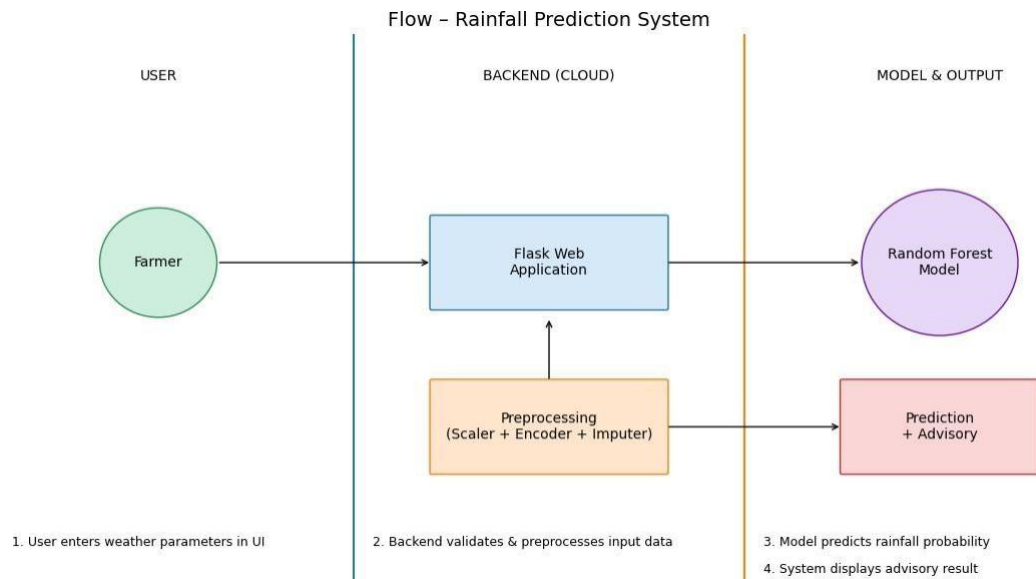 Flow – Rainfall Prediction System
USER
BACKEND (CLOUD)
MODEL & OUTPUT
Farmer
Flask Web
Application
Random Forest
Model
Preprocessing
(Scaler + Encoder + Imputer)
Prediction
+ Advisory
1. User enters weather parameters in UI
2. Backend validates & preprocesses input data
3. Model predicts rainfall probability
4. System displays advisory result